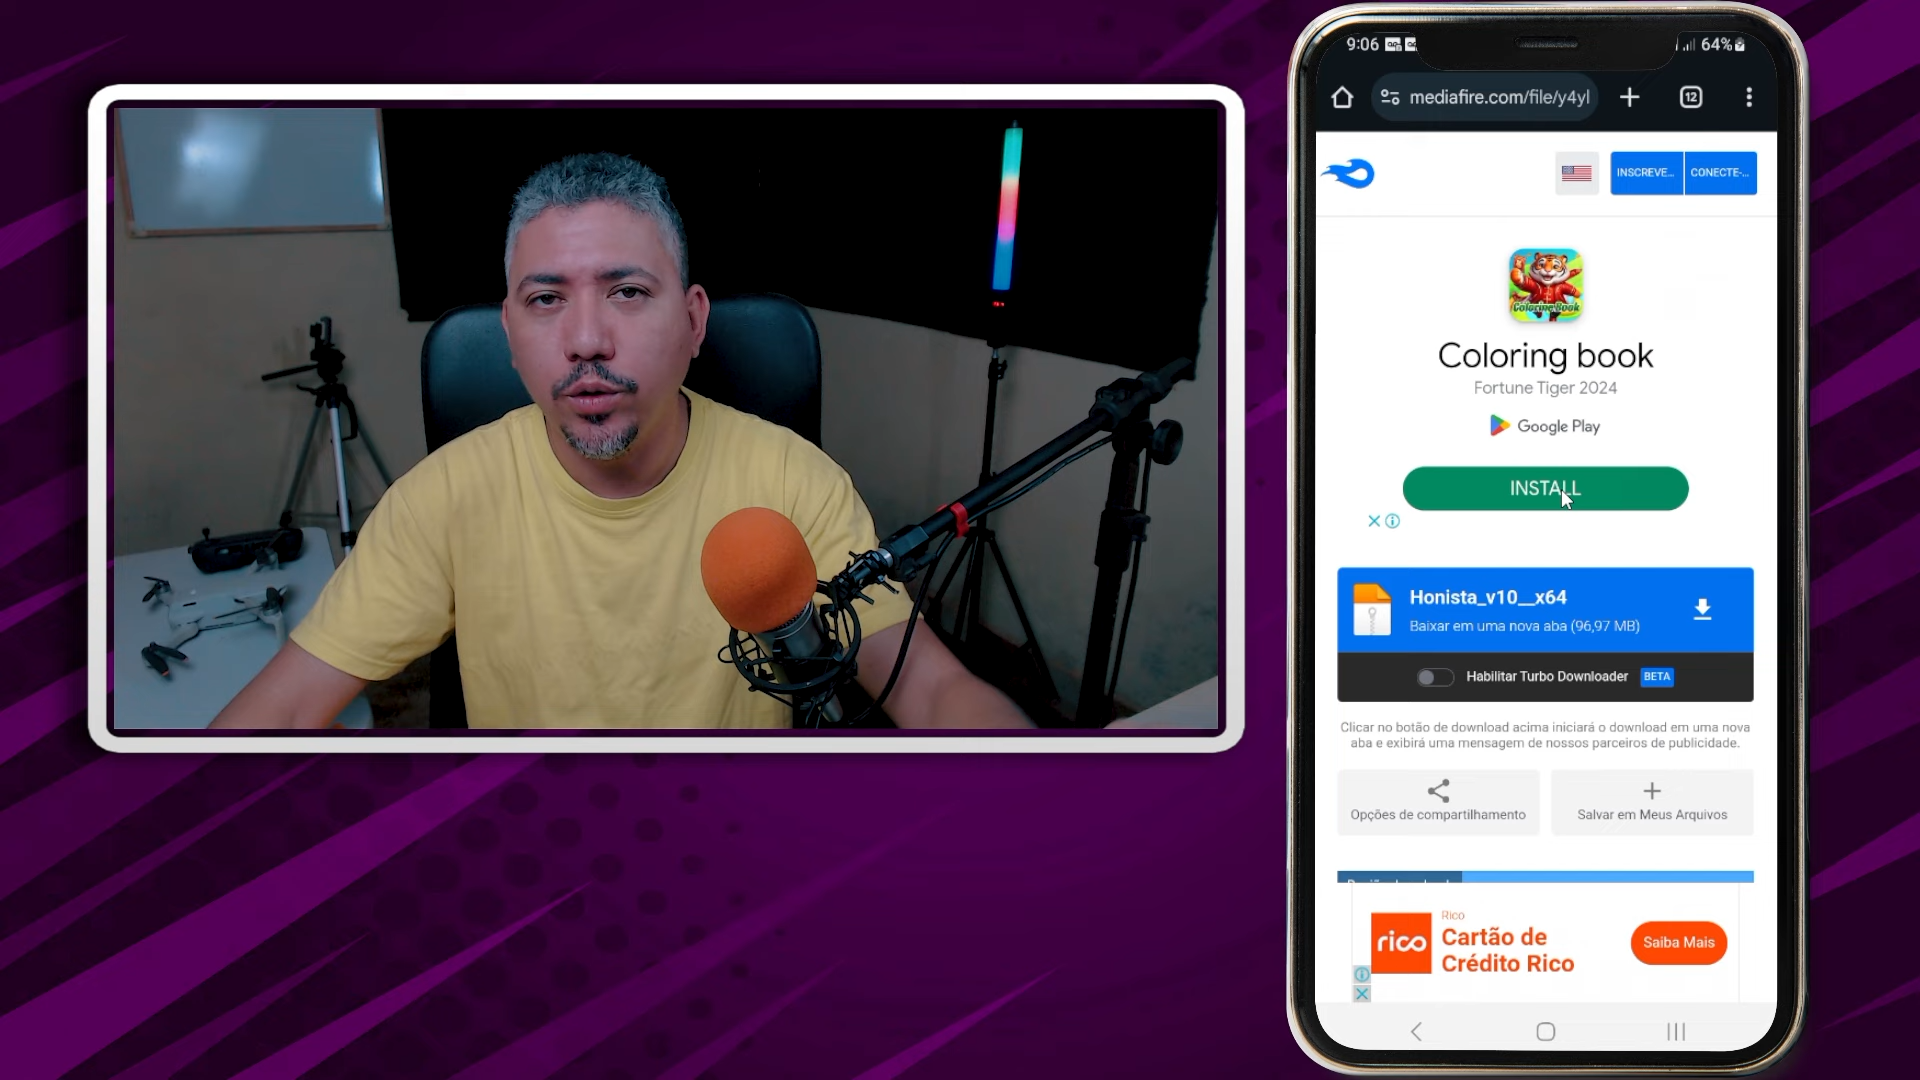 9:06
64%
mediafire.com/file/y4yl
12
INSCREVE...
CONECTE-...
Coloring Book
Coloring book
Fortune Tiger 2024
Google Play
INSTALL
Honista_v10__x64
Baixar em uma nova aba (96,97 MB)
Habilitar Turbo Downloader BETA
Clicar no botão de download acima iniciará o download em uma nova
aba e exibirá uma mensagem de nossos parceiros de publicidade.
Opções de compartilhamento
Salvar em Meus Arquivos
Rico
rico
Cartão de
Crédito Rico
Saiba Mais